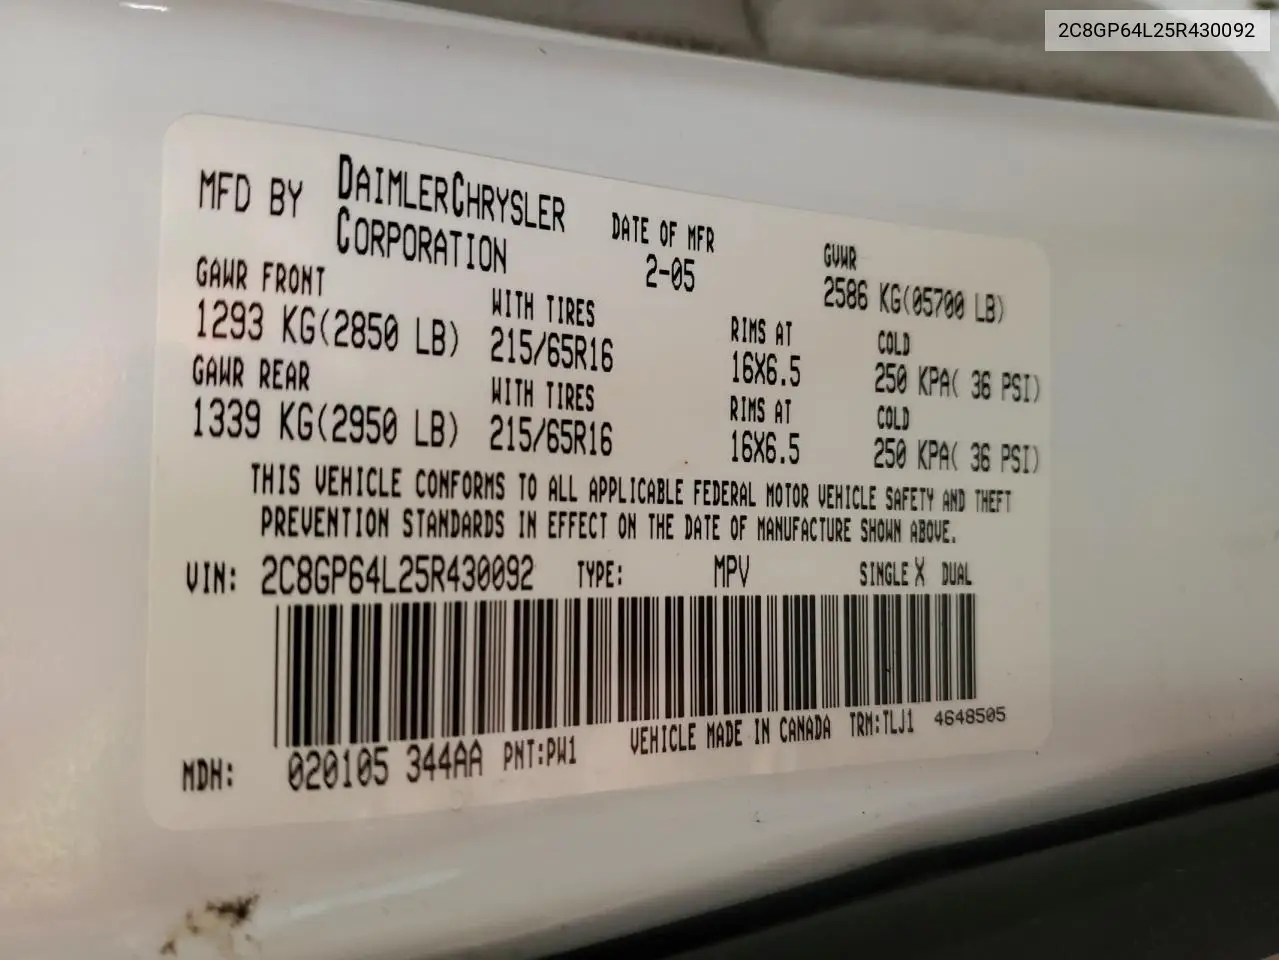 2C8GP64L25R430092
MFD BY DAIMLERCHRYSLER CORPORATION
DATE OF MFR 2-05
GVWR 2586 KG(05700 LB)
GAWR FRONT 1293 KG(2850 LB) WITH TIRES 215/65R16 RIMS AT 16X6.5 COLD 250 KPA( 36 PSI)
GAWR REAR 1339 KG(2950 LB) WITH TIRES 215/65R16 RIMS AT 16X6.5 COLD 250 KPA( 36 PSI)
THIS VEHICLE CONFORMS TO ALL APPLICABLE FEDERAL MOTOR VEHICLE SAFETY AND THEFT
PREVENTION STANDARDS IN EFFECT ON THE DATE OF MANUFACTURE SHOWN ABOVE.
VIN: 2C8GP64L25R430092 TYPE: MPV SINGLE X DUAL
MDH: 020105 344AA PNT:PW1 VEHICLE MADE IN CANADA TRM:TLJ1 4648505